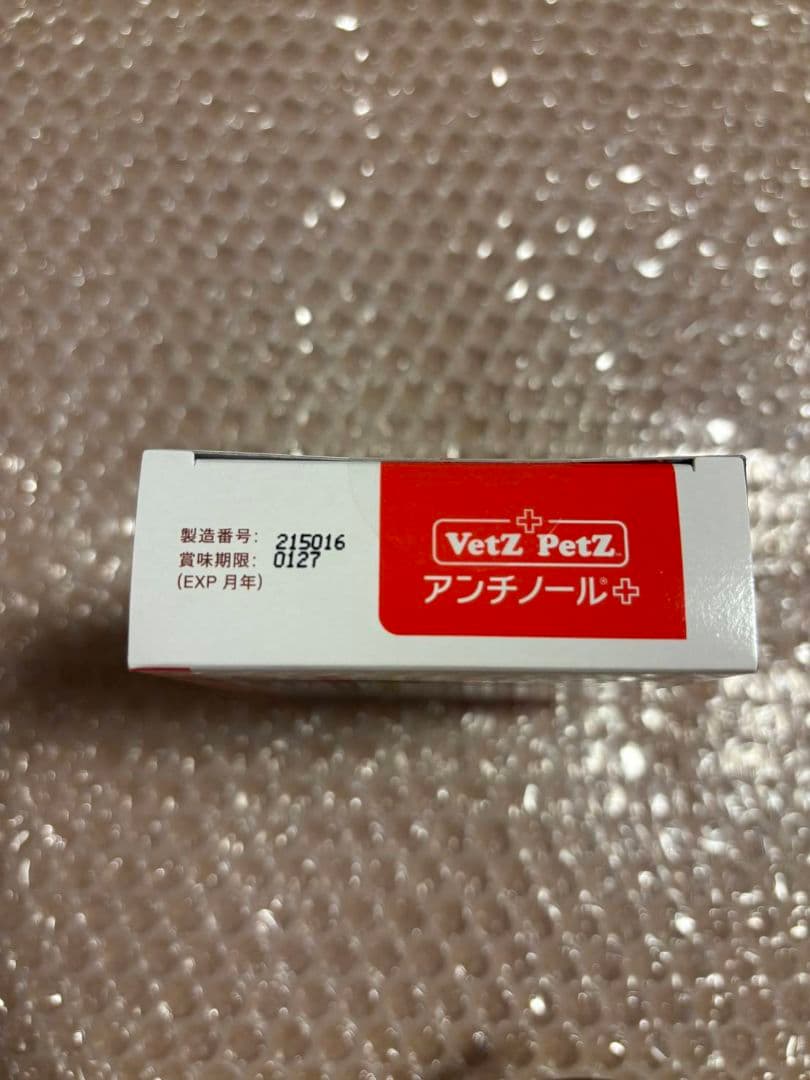 製造番号: 215016
賞味期限: 0127
(EXP 月年)
VetZ PetZ™
アンチノール®+